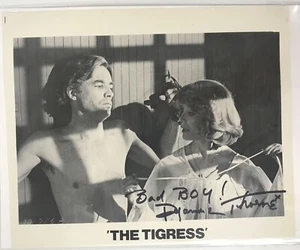 Bad BOY!
Dyanne Thorne
'THE TIGRESS'